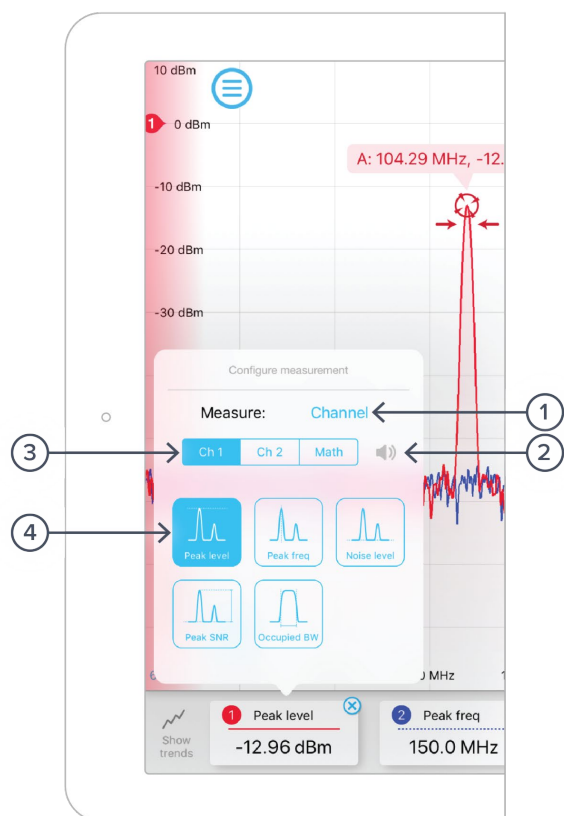 10 dBm
1 0 dBm
A: 104.29 MHz, -12.
-10 dBm
-20 dBm
-30 dBm
Configure measurement
Measure: Channel
1
3
Ch 1 Ch 2 Math
2
4
Peak level Peak freq Noise level
Peak SNR Occupied BW
0 MHz
1 Peak level
2 Peak freq
Show
trends
-12.96 dBm
150.0 MHz